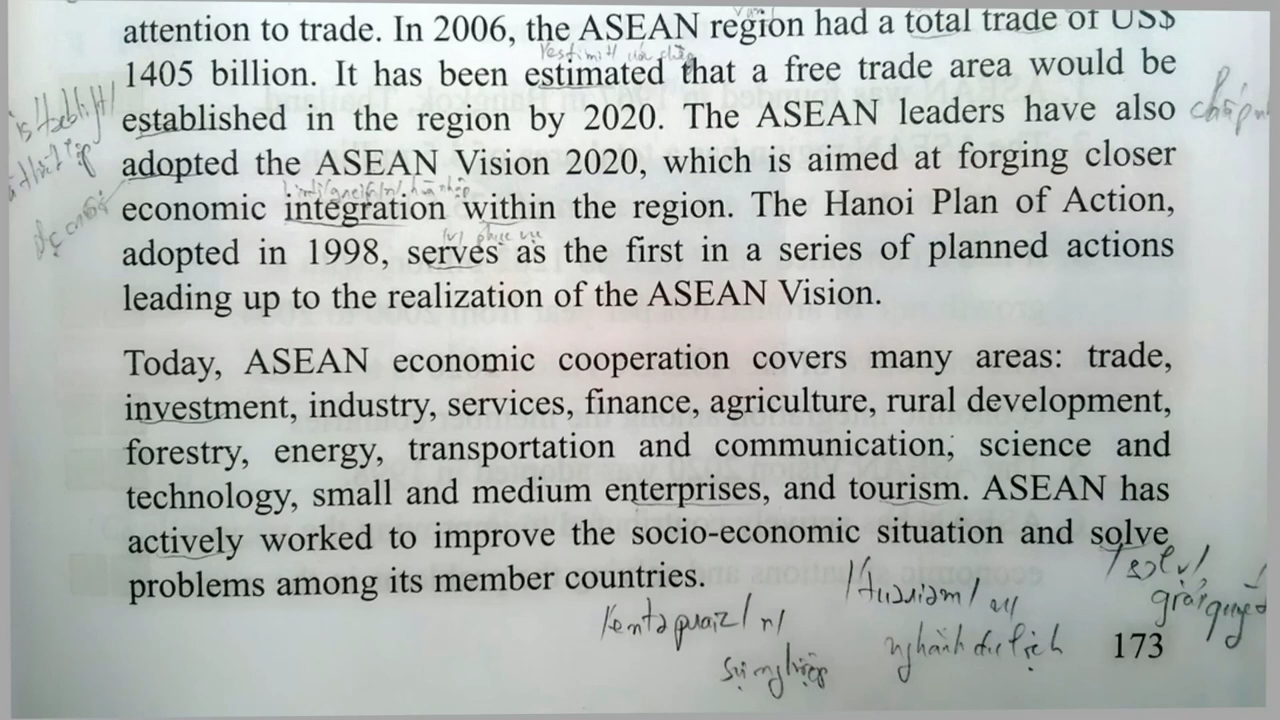 attention to trade. In 2006, the ASEAN region had a total trade of US$
1405 billion. It has been estimated that a free trade area would be
established in the region by 2020. The ASEAN leaders have also
adopted the ASEAN Vision 2020, which is aimed at forging closer
economic integration within the region. The Hanoi Plan of Action,
adopted in 1998, serves as the first in a series of planned actions
leading up to the realization of the ASEAN Vision.
Today, ASEAN economic cooperation covers many areas: trade,
investment, industry, services, finance, agriculture, rural development,
forestry, energy, transportation and communication, science and
technology, small and medium enterprises, and tourism. ASEAN has
actively worked to improve the socio-economic situation and solve
problems among its member countries.
giải quyế
nghành du lịch
sự nghiệp
173